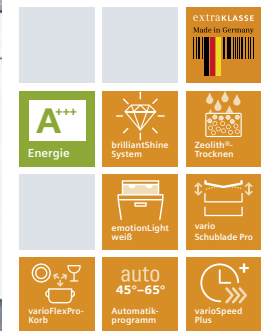 extraKLASSE
Made in Germany
A+++
Energie
brilliantShine
System
Zeolith®-
Trocknen
emotionLight
weiß
vario
Schublade Pro
varioFlexPro-
Korb
auto
45°–65°
Automatik-
programm
varioSpeed
Plus